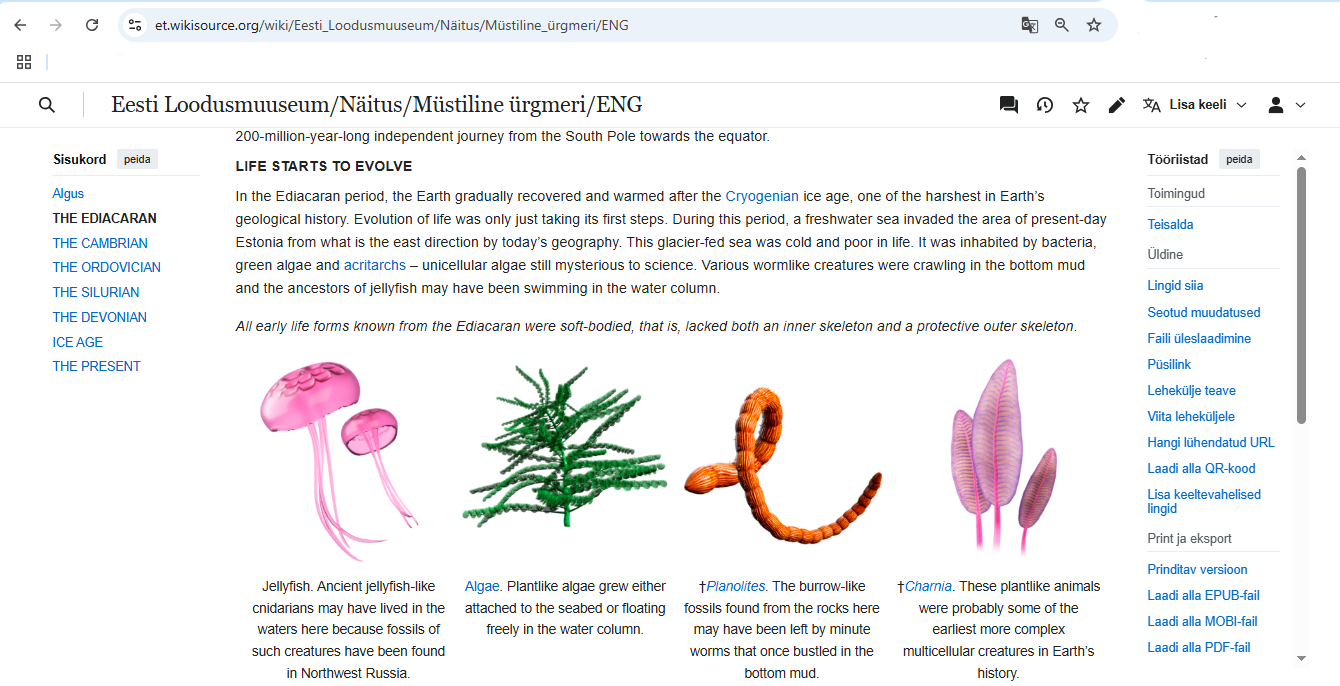 et.wikisource.org/wiki/Eesti_Loodusmuuseum/Näitus/Müstiline_ürgmeri/ENG
Eesti Loodusmuuseum/Näitus/Müstiline ürgmeri/ENG
Lisa keeli
Sisukord
peida
Algus
THE EDIACARAN
THE CAMBRIAN
THE ORDOVICIAN
THE SILURIAN
THE DEVONIAN
ICE AGE
THE PRESENT
200-million-year-long independent journey from the South Pole towards the equator.
LIFE STARTS TO EVOLVE
In the Ediacaran period, the Earth gradually recovered and warmed after the Cryogenian ice age, one of the harshest in Earth’s
geological history. Evolution of life was only just taking its first steps. During this period, a freshwater sea invaded the area of present-day
Estonia from what is the east direction by today’s geography. This glacier-fed sea was cold and poor in life. It was inhabited by bacteria,
green algae and acritarchs – unicellular algae still mysterious to science. Various wormlike creatures were crawling in the bottom mud
and the ancestors of jellyfish may have been swimming in the water column.
All early life forms known from the Ediacaran were soft-bodied, that is, lacked both an inner skeleton and a protective outer skeleton.
Jellyfish. Ancient jellyfish-like
cnidarians may have lived in the
waters here because fossils of
such creatures have been found
in Northwest Russia.
Algae. Plantlike algae grew either
attached to the seabed or floating
freely in the water column.
†Planolites. The burrow-like
fossils found from the rocks here
may have been left by minute
worms that once bustled in the
bottom mud.
†Charnia. These plantlike animals
were probably some of the
earliest more complex
multicellular creatures in Earth’s
history.
Tööriistad
peida
Toimingud
Teisalda
Üldine
Lingid siia
Seotud muudatused
Faili üleslaadimine
Püsilink
Lehekülje teave
Viita leheküljele
Hangi lühendatud URL
Laadi alla QR-kood
Lisa keeltevahelised
lingid
Print ja eksport
Prinditav versioon
Laadi alla EPUB-fail
Laadi alla MOBI-fail
Laadi alla PDF-fail